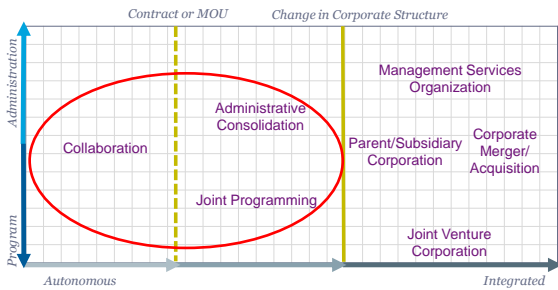 Contract or MOU
Change in Corporate Structure
Administration
Program
Management Services
Organization
Administrative
Consolidation
Collaboration
Parent/Subsidiary
Corporation
Corporate
Merger/
Acquisition
Joint Programming
Joint Venture
Corporation
Autonomous
Integrated